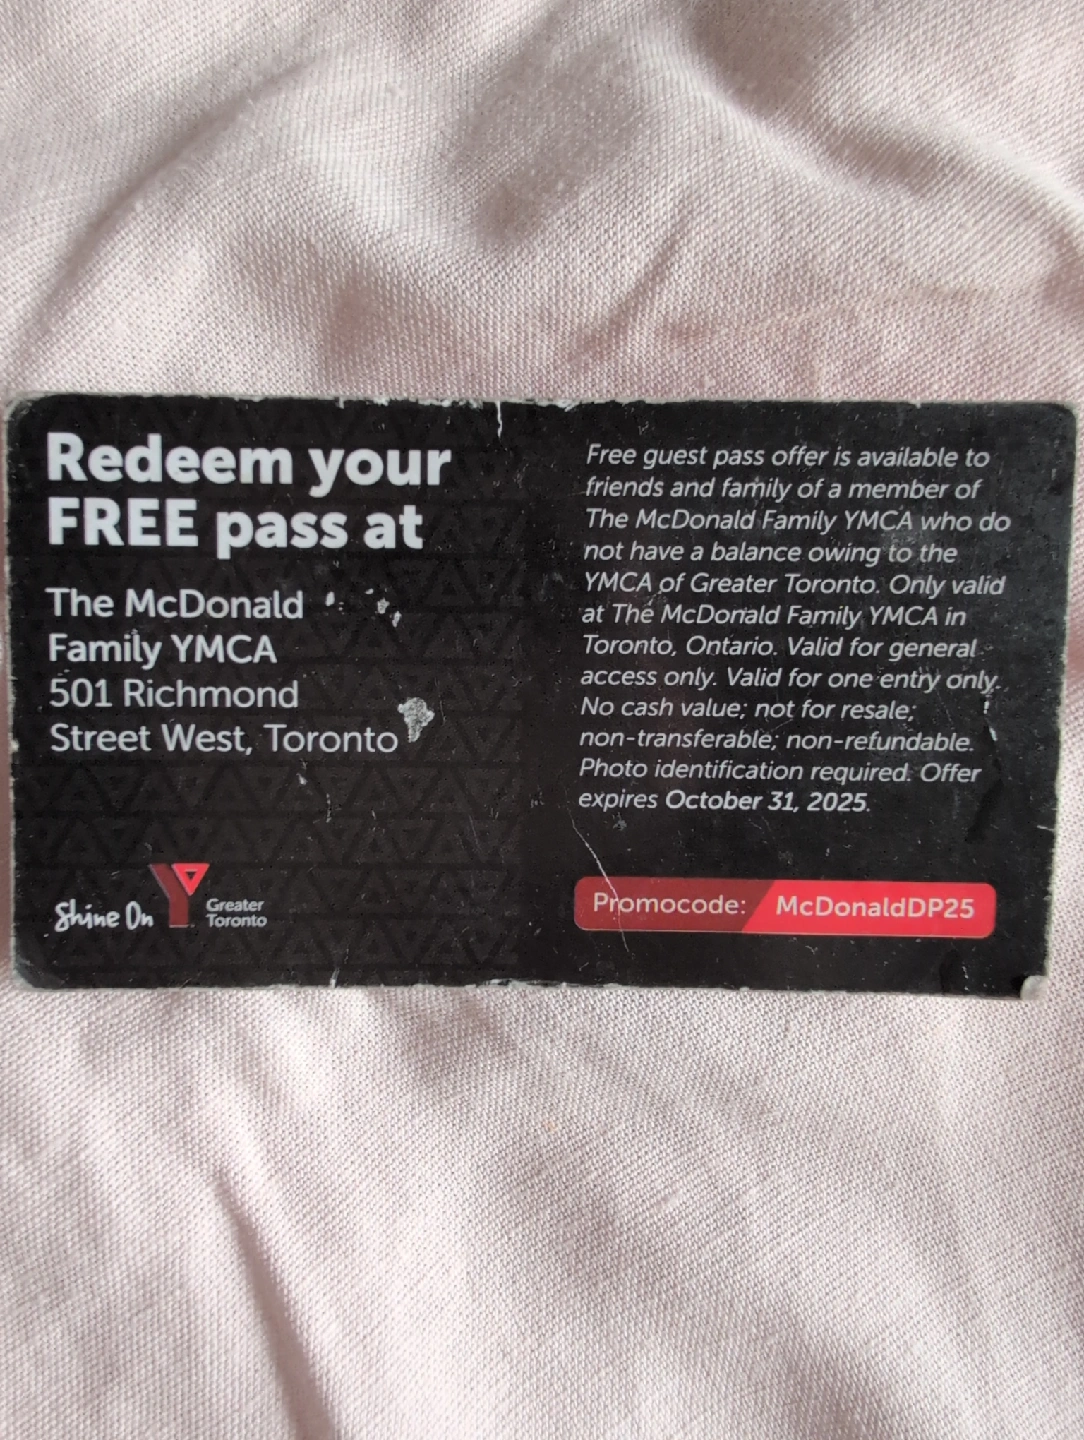 Redeem your
FREE pass at
The McDonald
Family YMCA
501 Richmond
Street West, Toronto
Shine On
Y
Greater
Toronto
Free guest pass offer is available to
friends and family of a member of
The McDonald Family YMCA who do
not have a balance owing to the
YMCA of Greater Toronto. Only valid
at The McDonald Family YMCA in
Toronto, Ontario. Valid for general
access only. Valid for one entry only.
No cash value; not for resale;
non-transferable; non-refundable.
Photo identification required. Offer
expires October 31, 2025.
Promocode: McDonaldDP25